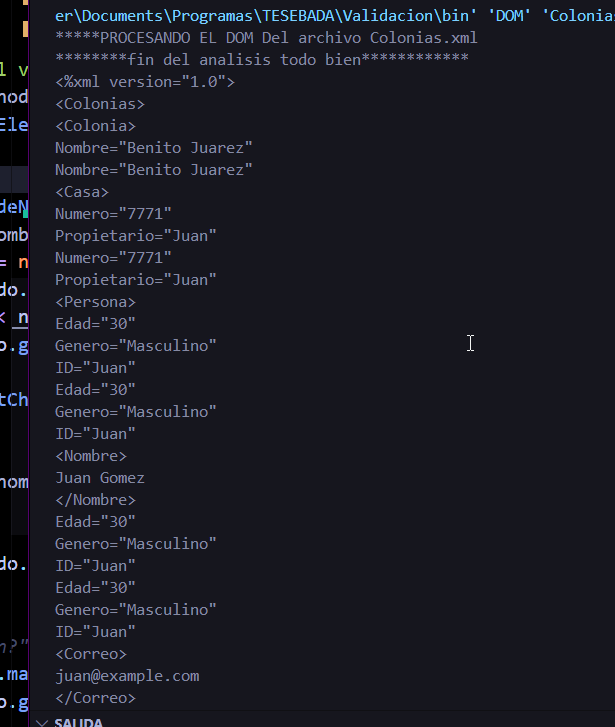 er\Documents\Programas\TESEBADA\Validacion\bin' 'DOM' 'Colonias
*****PROCESANDO EL DOM Del archivo Colonias.xml
********fin del analisis todo bien************
<%xml version="1.0">
<Colonias>
<Colonia>
Nombre="Benito Juarez"
Nombre="Benito Juarez"
<Casa>
Numero="7771"
Propietario="Juan"
Numero="7771"
Propietario="Juan"
<Persona>
Edad="30"
Genero="Masculino"
ID="Juan"
Edad="30"
Genero="Masculino"
ID="Juan"
<Nombre>
Juan Gomez
</Nombre>
Edad="30"
Genero="Masculino"
ID="Juan"
Edad="30"
Genero="Masculino"
ID="Juan"
<Correo>
juan@example.com
</Correo>
SALIDA